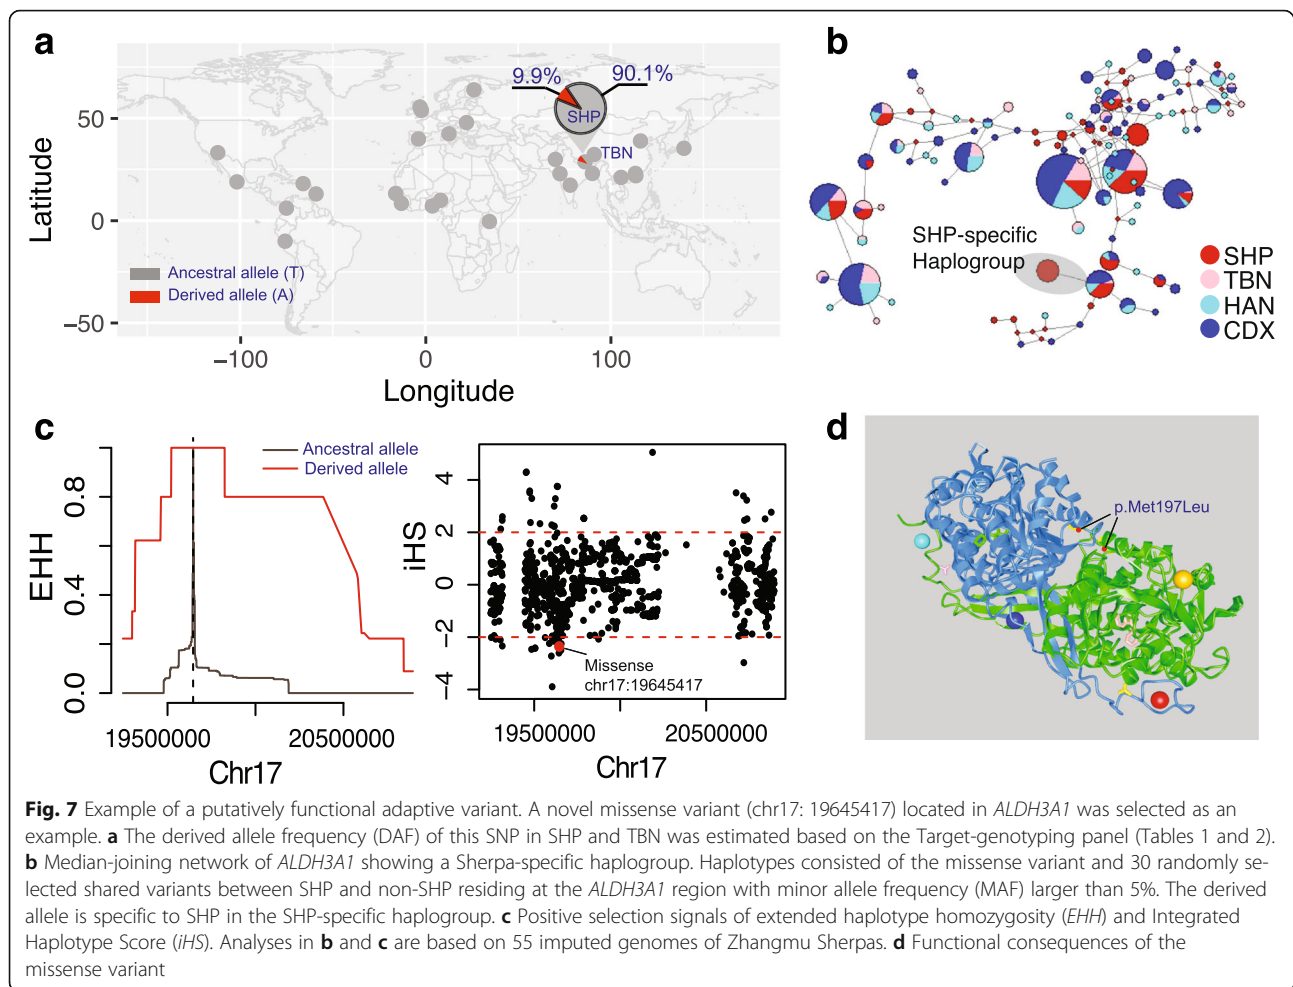 a
9.9%
90.1%
SHP
TBN
50
0
−50
Latitude
Ancestral allele (T)
Derived allele (A)
−100
0
100
Longitude
b
SHP-specific
Haplogroup
SHP
TBN
HAN
CDX
c
Ancestral allele
Derived allele
0.8
0.4
0.0
EHH
19500000
20500000
Chr17
4
2
0
−2
−4
iHS
Missense
chr17:19645417
19500000
20500000
Chr17
d
p.Met197Leu
Fig. 7 Example of a putatively functional adaptive variant. A novel missense variant (chr17: 19645417) located in ALDH3A1 was selected as an
example. a The derived allele frequency (DAF) of this SNP in SHP and TBN was estimated based on the Target-genotyping panel (Tables 1 and 2).
b Median-joining network of ALDH3A1 showing a Sherpa-specific haplogroup. Haplotypes consisted of the missense variant and 30 randomly se-
lected shared variants between SHP and non-SHP residing at the ALDH3A1 region with minor allele frequency (MAF) larger than 5%. The derived
allele is specific to SHP in the SHP-specific haplogroup. c Positive selection signals of extended haplotype homozygosity (EHH) and Integrated
Haplotype Score (iHS). Analyses in b and c are based on 55 imputed genomes of Zhangmu Sherpas. d Functional consequences of the
missense variant